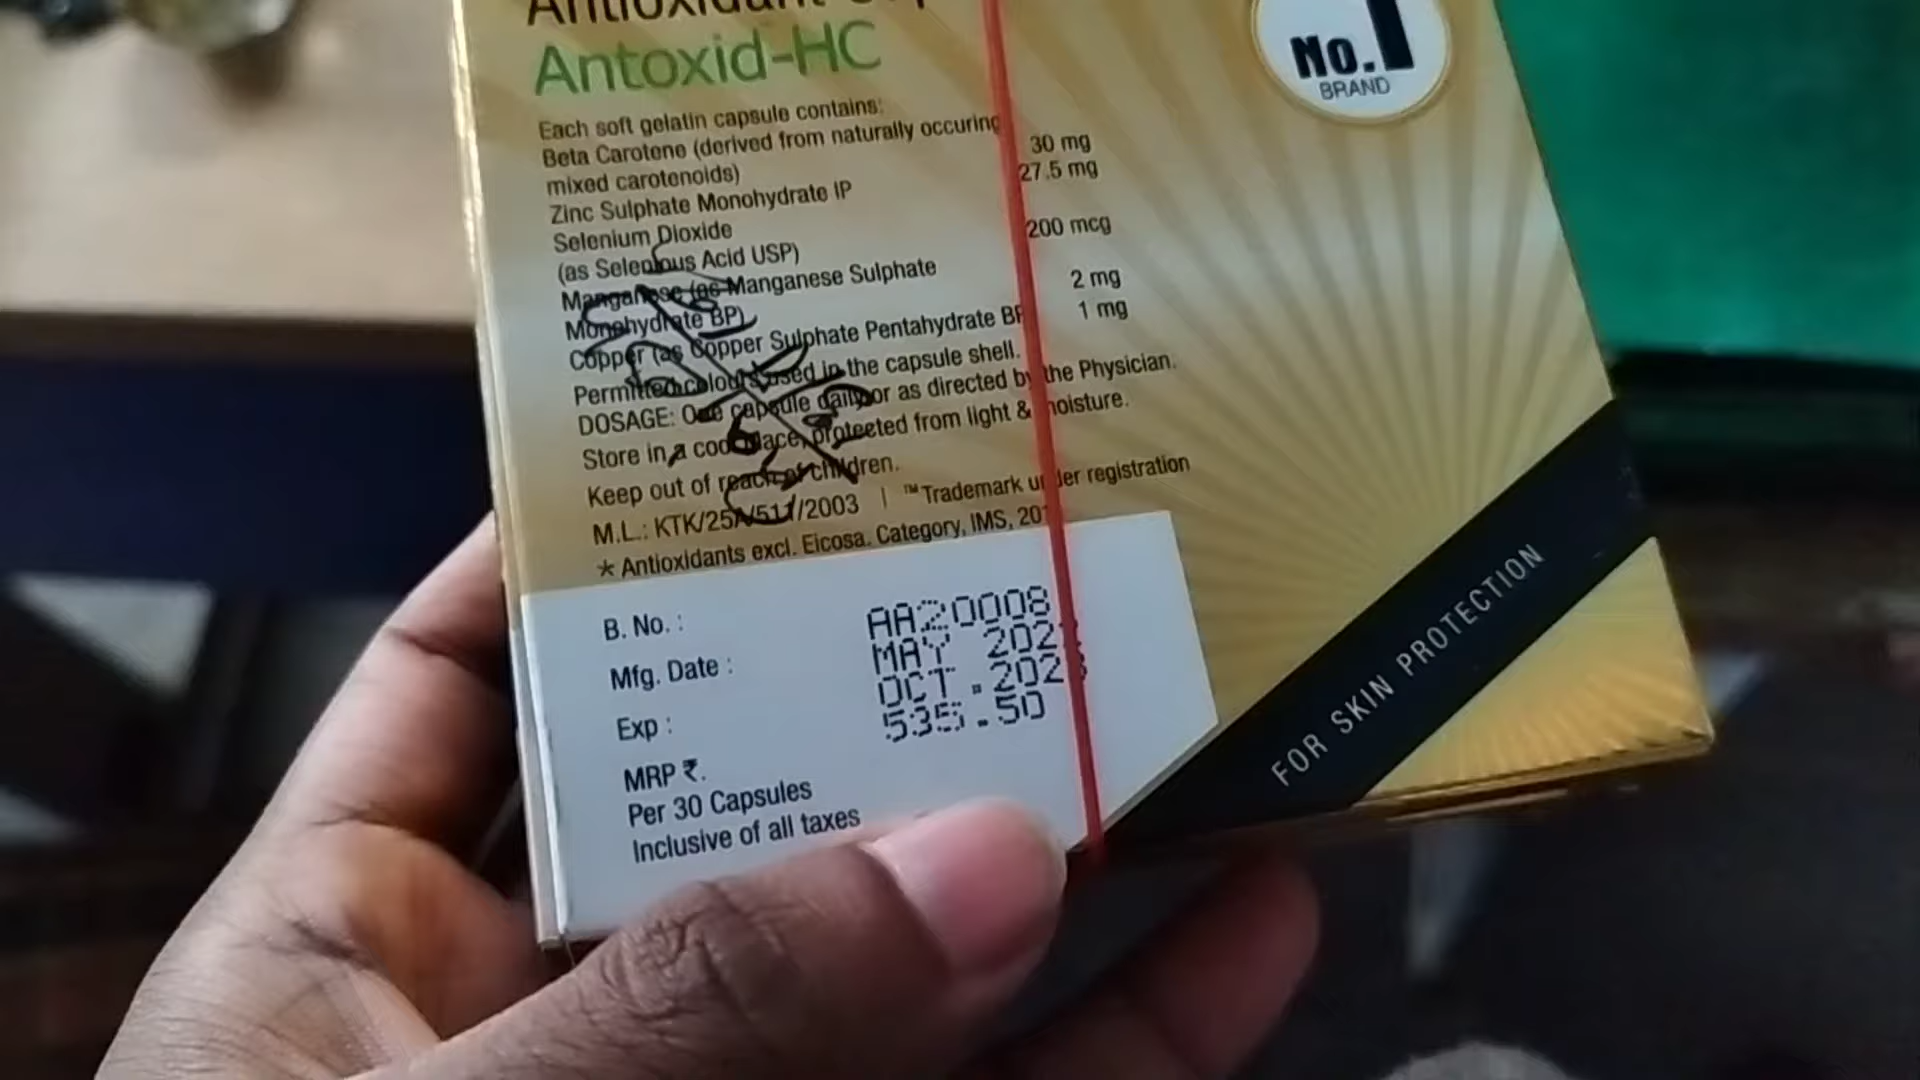 Antioxidant
Antoxid-HC
No.1
BRAND
Each soft gelatin capsule contains:
Beta Carotene (derived from naturally occuring
mixed carotenoids) 30 mg
Zinc Sulphate Monohydrate IP 27.5 mg
Selenium Dioxide
(as Selenious Acid USP) 200 mcg
Manganese (as Manganese Sulphate
Monohydrate BP) 2 mg
Copper (as Copper Sulphate Pentahydrate BP 1 mg
Permitted colours used in the capsule shell.
DOSAGE: One capsule daily or as directed by the Physician.
Store in a cool place, protected from light & moisture.
Keep out of reach of children.
M.L.: KTK/25A/511/2003 | ™Trademark under registration
* Antioxidants excl. Eicosa. Category, IMS,
B. No. : AA20008
Mfg. Date : MAY
Exp : OCT.
MRP ₹. 535.50
Per 30 Capsules
Inclusive of all taxes
FOR SKIN PROTECTION